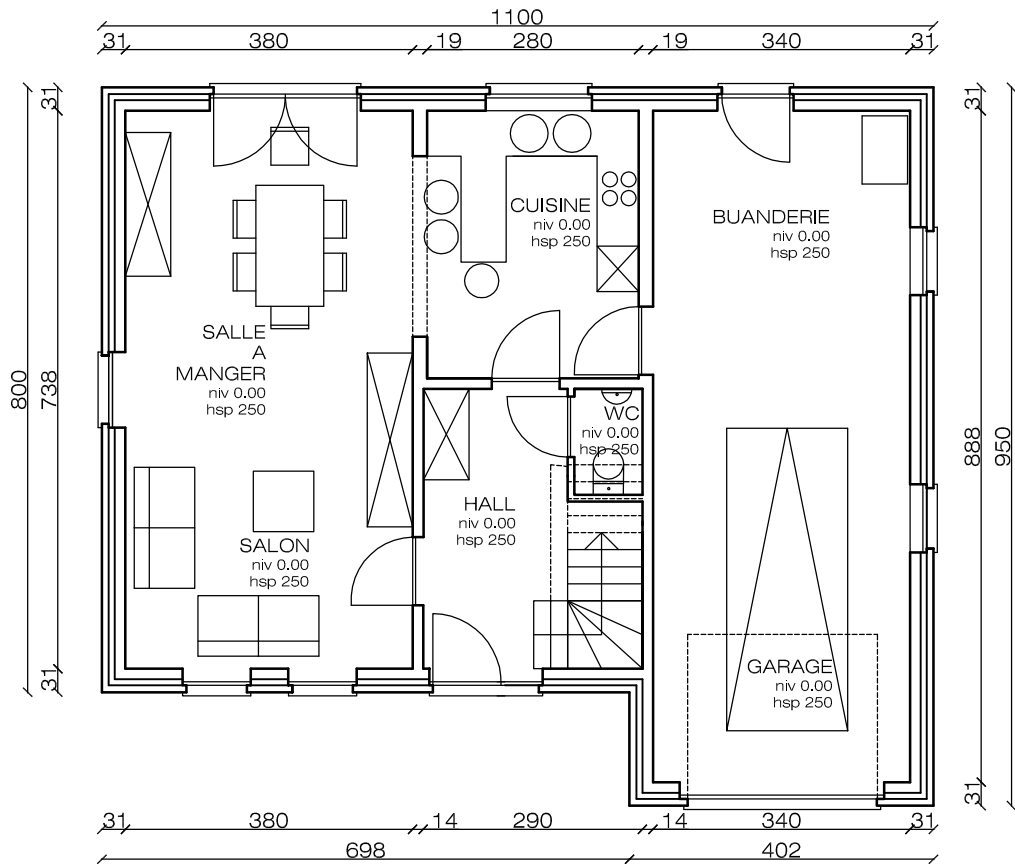 1100
31 380 19 280 19 340 31
800
31
738
31
31
888
31
950
CUISINE
niv 0.00
hsp 250
BUANDERIE
niv 0.00
hsp 250
SALLE
A
MANGER
niv 0.00
hsp 250
WC
niv 0.00
hsp 250
HALL
niv 0.00
hsp 250
SALON
niv 0.00
hsp 250
GARAGE
niv 0.00
hsp 250
31 380 14 290 14 340 31
698 402